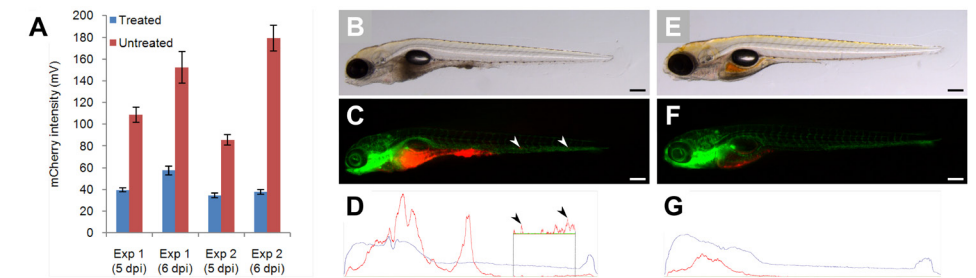 A
mCherry intensity (mV)
200
180
160
140
120
100
80
60
40
20
0
Treated
Untreated
Exp 1 Exp 1 Exp 2 Exp 2
(5 dpi) (6 dpi) (5 dpi) (6 dpi)
B
C
D
E
F
G